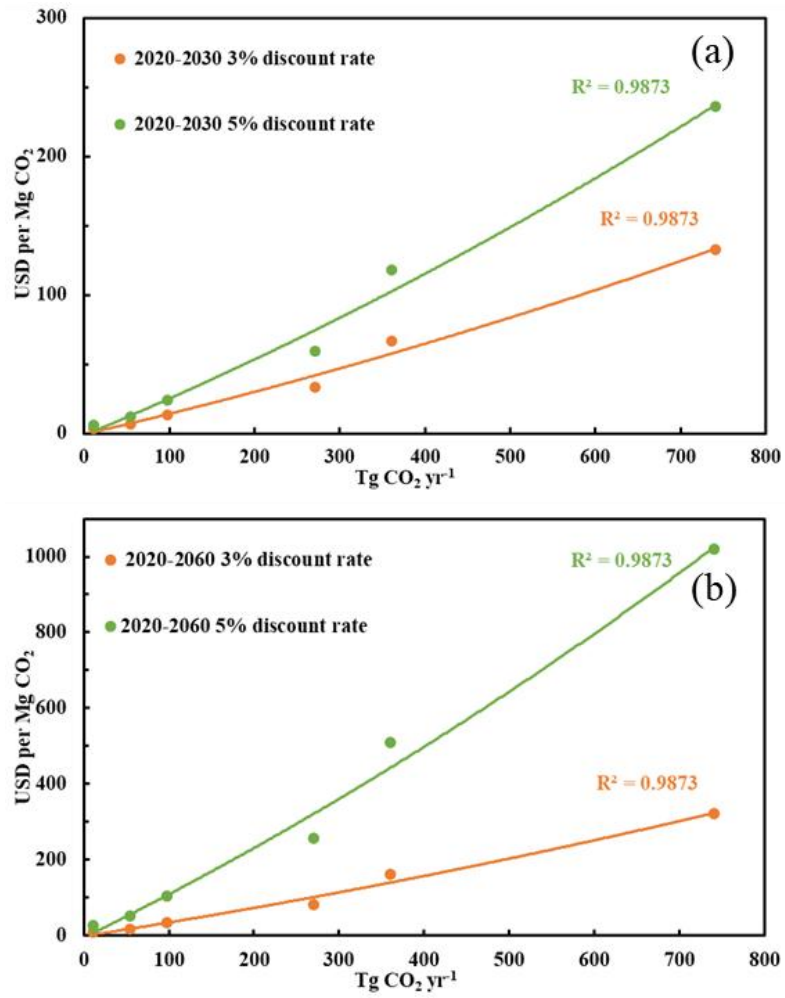 300
(a)
2020-2030 3% discount rate
R² = 0.9873
2020-2030 5% discount rate
200
R² = 0.9873
USD per Mg CO₂
100
0
0 100 200 300 400 500 600 700 800
Tg CO₂ yr⁻¹
1000
2020-2060 3% discount rate
R² = 0.9873
(b)
2020-2060 5% discount rate
800
USD per Mg CO₂
600
400
R² = 0.9873
200
0
0 100 200 300 400 500 600 700 800
Tg CO₂ yr⁻¹